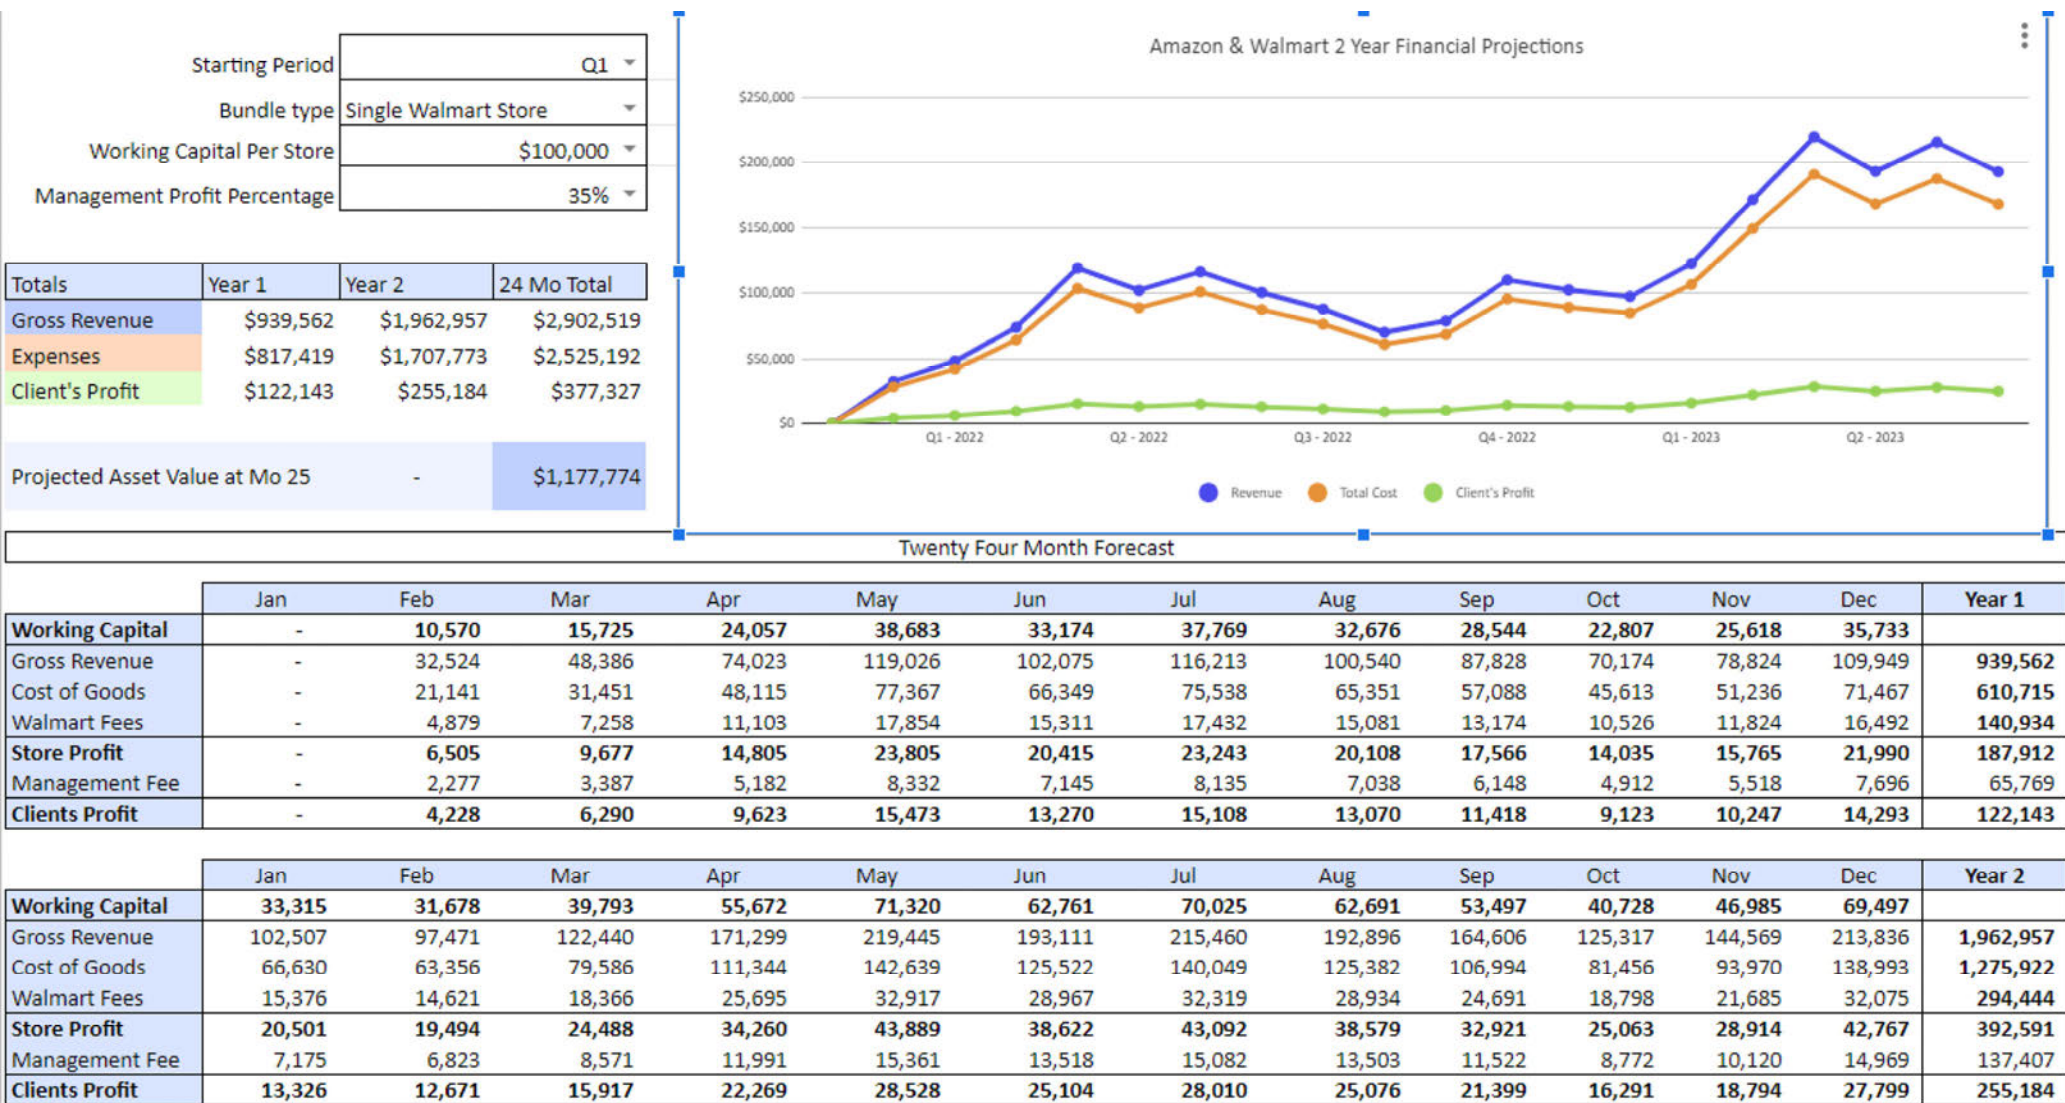 Starting Period Q1
Bundle type Single Walmart Store
Working Capital Per Store $100,000
Management Profit Percentage 35%
Totals Year 1 Year 2 24 Mo Total
Gross Revenue $939,562 $1,962,957 $2,902,519
Expenses $817,419 $1,707,773 $2,525,192
Client's Profit $122,143 $255,184 $377,327
Projected Asset Value at Mo 25 - $1,177,774
Amazon & Walmart 2 Year Financial Projections
$250,000
$200,000
$150,000
$100,000
$50,000
$0
Q1 - 2022 Q2 - 2022 Q3 - 2022 Q4 - 2022 Q1 - 2023 Q2 - 2023
Revenue Total Cost Client's Profit
Twenty Four Month Forecast
Jan Feb Mar Apr May Jun Jul Aug Sep Oct Nov Dec Year 1
Working Capital - 10,570 15,725 24,057 38,683 33,174 37,769 32,676 28,544 22,807 25,618 35,733
Gross Revenue - 32,524 48,386 74,023 119,026 102,075 116,213 100,540 87,828 70,174 78,824 109,949 939,562
Cost of Goods - 21,141 31,451 48,115 77,367 66,349 75,538 65,351 57,088 45,613 51,236 71,467 610,715
Walmart Fees - 4,879 7,258 11,103 17,854 15,311 17,432 15,081 13,174 10,526 11,824 16,492 140,934
Store Profit - 6,505 9,677 14,805 23,805 20,415 23,243 20,108 17,566 14,035 15,765 21,990 187,912
Management Fee - 2,277 3,387 5,182 8,332 7,145 8,135 7,038 6,148 4,912 5,518 7,696 65,769
Clients Profit - 4,228 6,290 9,623 15,473 13,270 15,108 13,070 11,418 9,123 10,247 14,293 122,143
Jan Feb Mar Apr May Jun Jul Aug Sep Oct Nov Dec Year 2
Working Capital 33,315 31,678 39,793 55,672 71,320 62,761 70,025 62,691 53,497 40,728 46,985 69,497
Gross Revenue 102,507 97,471 122,440 171,299 219,445 193,111 215,460 192,896 164,606 125,317 144,569 213,836 1,962,957
Cost of Goods 66,630 63,356 79,586 111,344 142,639 125,522 140,049 125,382 106,994 81,456 93,970 138,993 1,275,922
Walmart Fees 15,376 14,621 18,366 25,695 32,917 28,967 32,319 28,934 24,691 18,798 21,685 32,075 294,444
Store Profit 20,501 19,494 24,488 34,260 43,889 38,622 43,092 38,579 32,921 25,063 28,914 42,767 392,591
Management Fee 7,175 6,823 8,571 11,991 15,361 13,518 15,082 13,503 11,522 8,772 10,120 14,969 137,407
Clients Profit 13,326 12,671 15,917 22,269 28,528 25,104 28,010 25,076 21,399 16,291 18,794 27,799 255,184